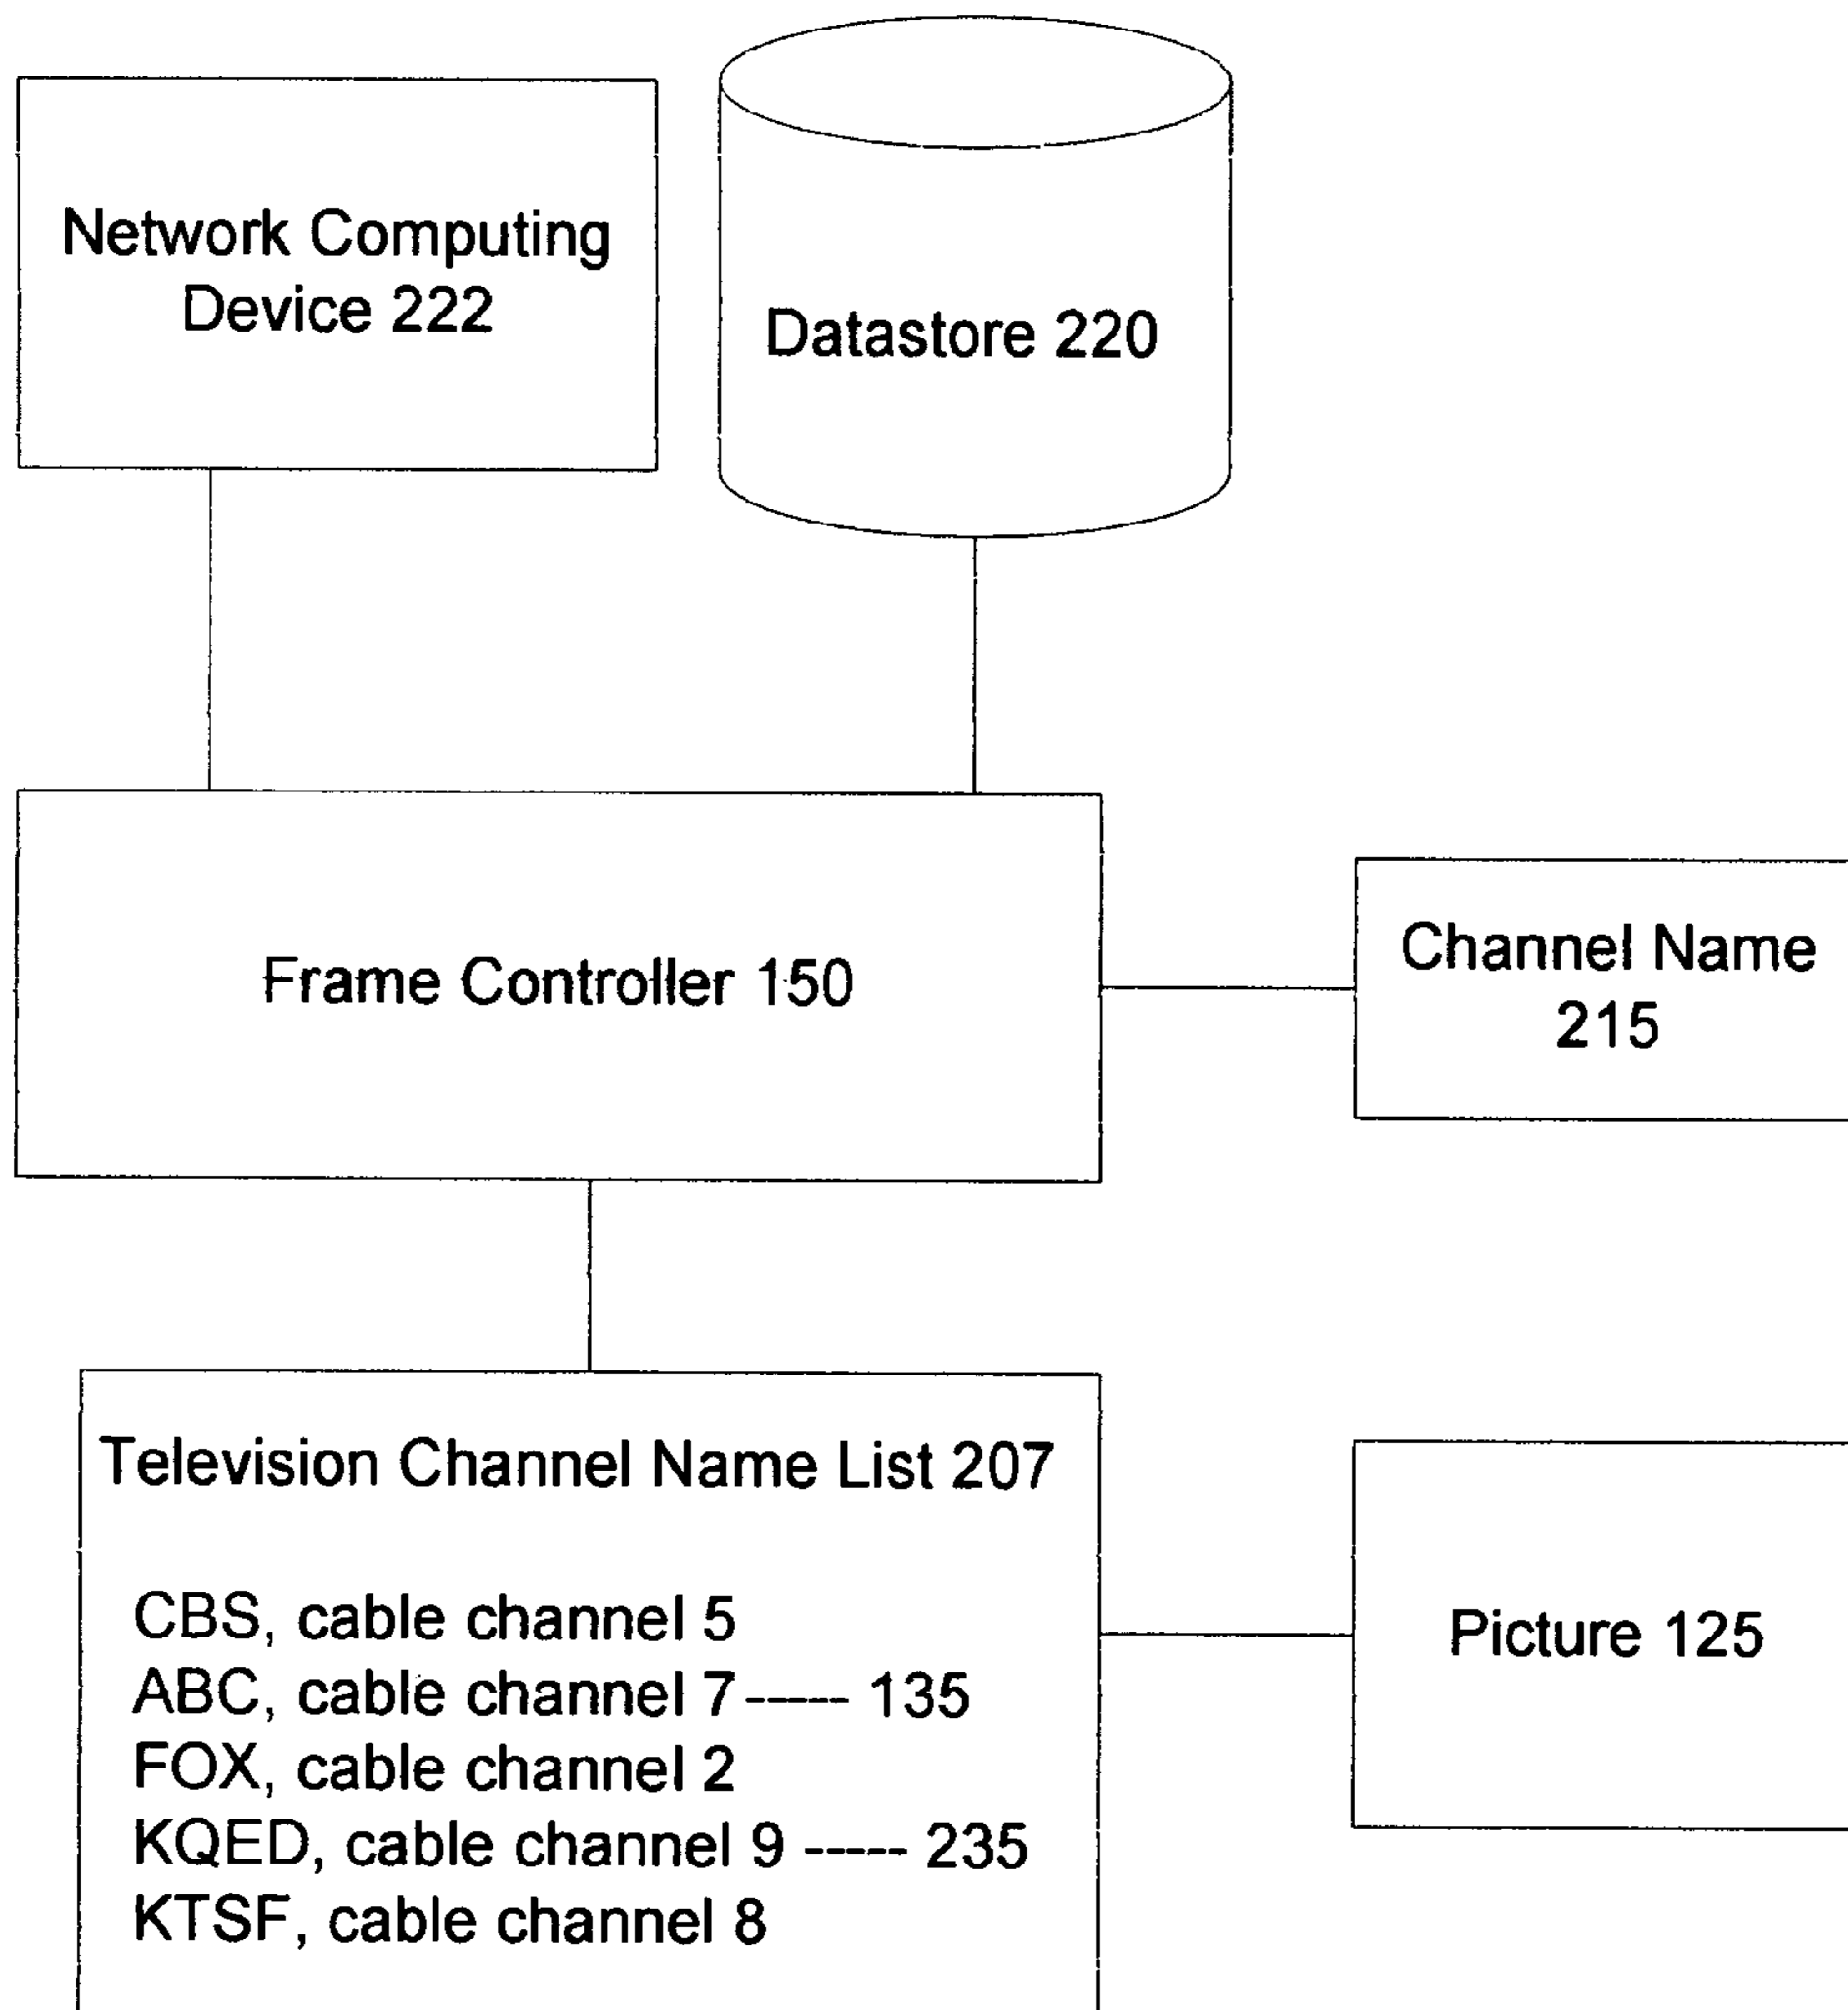 Network Computing
Device 222
Datastore 220
Frame Controller 150
Channel Name
215
Television Channel Name List 207
CBS, cable channel 5
ABC, cable channel 7----- 135
FOX, cable channel 2
KQED, cable channel 9 ----- 235
KTSF, cable channel 8
Picture 125